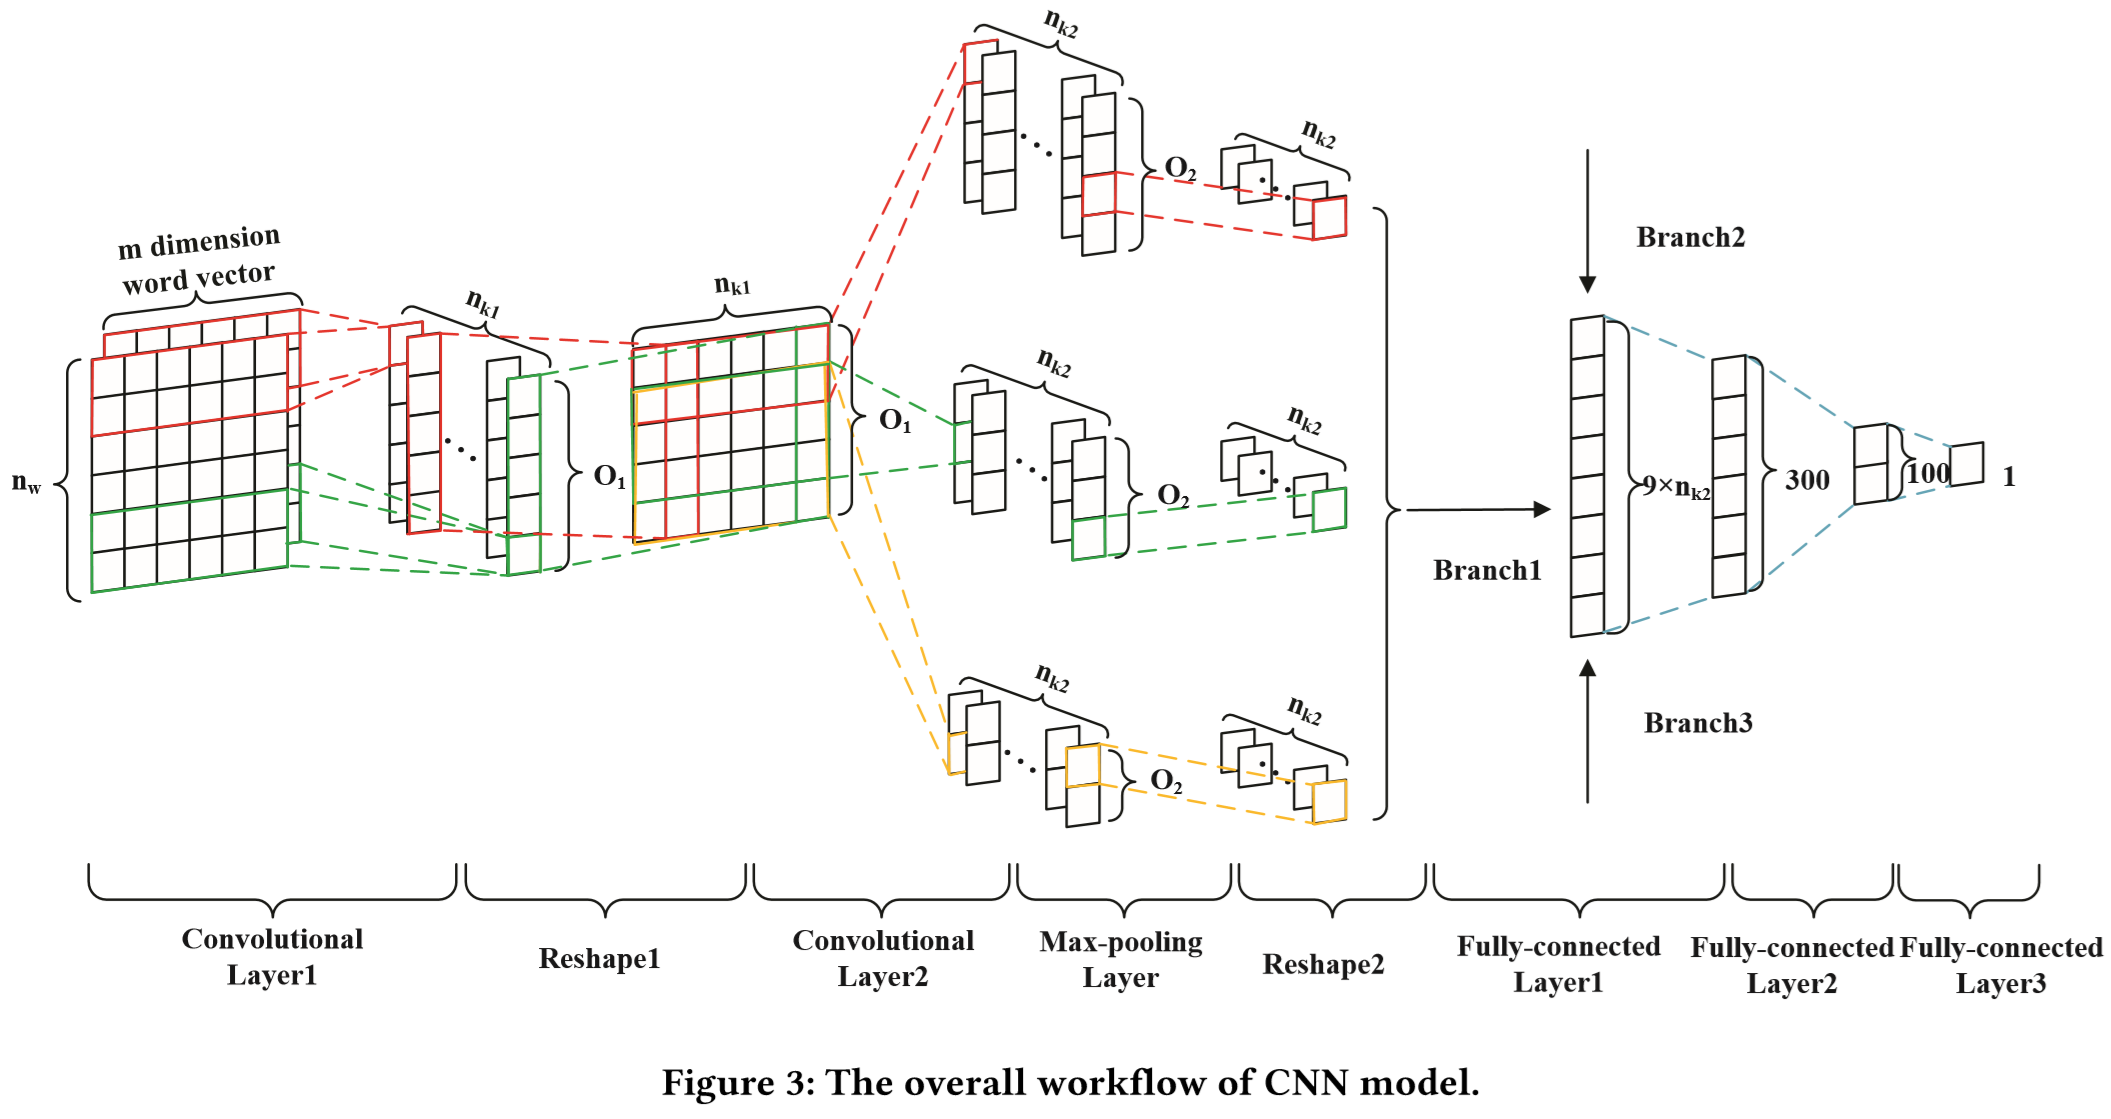 m dimension
word vector
n_w
n_k1
O_1
n_k1
O_1
n_k2
O_2
n_k2
n_k2
O_2
n_k2
n_k2
O_2
n_k2
Branch2
Branch1
Branch3
9×n_k2
300
100
1
Convolutional
Layer1
Reshape1
Convolutional
Layer2
Max-pooling
Layer
Reshape2
Fully-connected
Layer1
Fully-connected
Layer2
Fully-connected
Layer3
Figure 3: The overall workflow of CNN model.